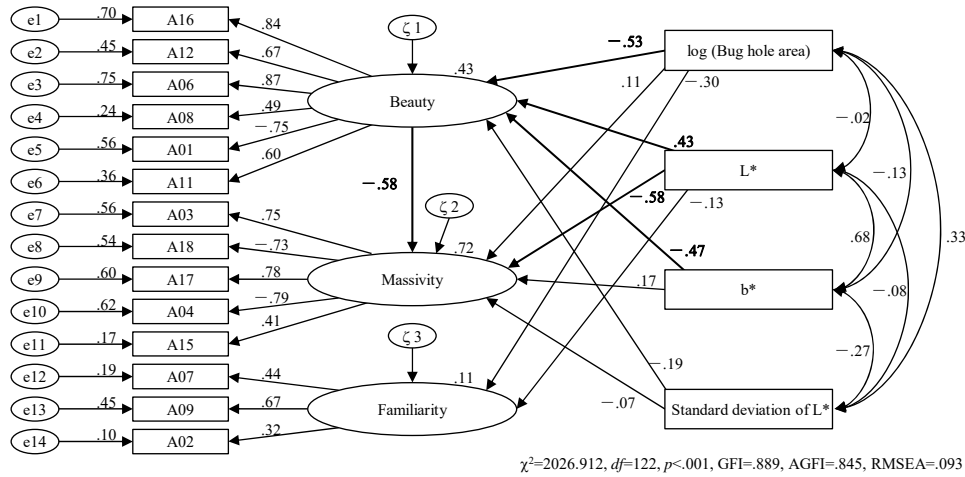 e1 .70 A16 .84
e2 .45 A12 .67
e3 .75 A06 .87
e4 .24 A08 .49
e5 .56 A01 −.75
e6 .36 A11 .60
e7 .56 A03 .75
e8 .54 A18 −.73
e9 .60 A17 .78
e10 .62 A04 −.79
e11 .17 A15 .41
e12 .19 A07 .44
e13 .45 A09 .67
e14 .10 A02 .32
ζ 1
.43
Beauty
−.58
ζ 2
.72
Massivity
ζ 3
.11
Familiarity
−.53
.11
−.30
.43
−.58
−.13
−.47
.17
−.19
−.07
log (Bug hole area)
L*
b*
Standard deviation of L*
−.02
−.13
.33
.68
−.08
−.27
χ²=2026.912, df=122, p<.001, GFI=.889, AGFI=.845, RMSEA=.093